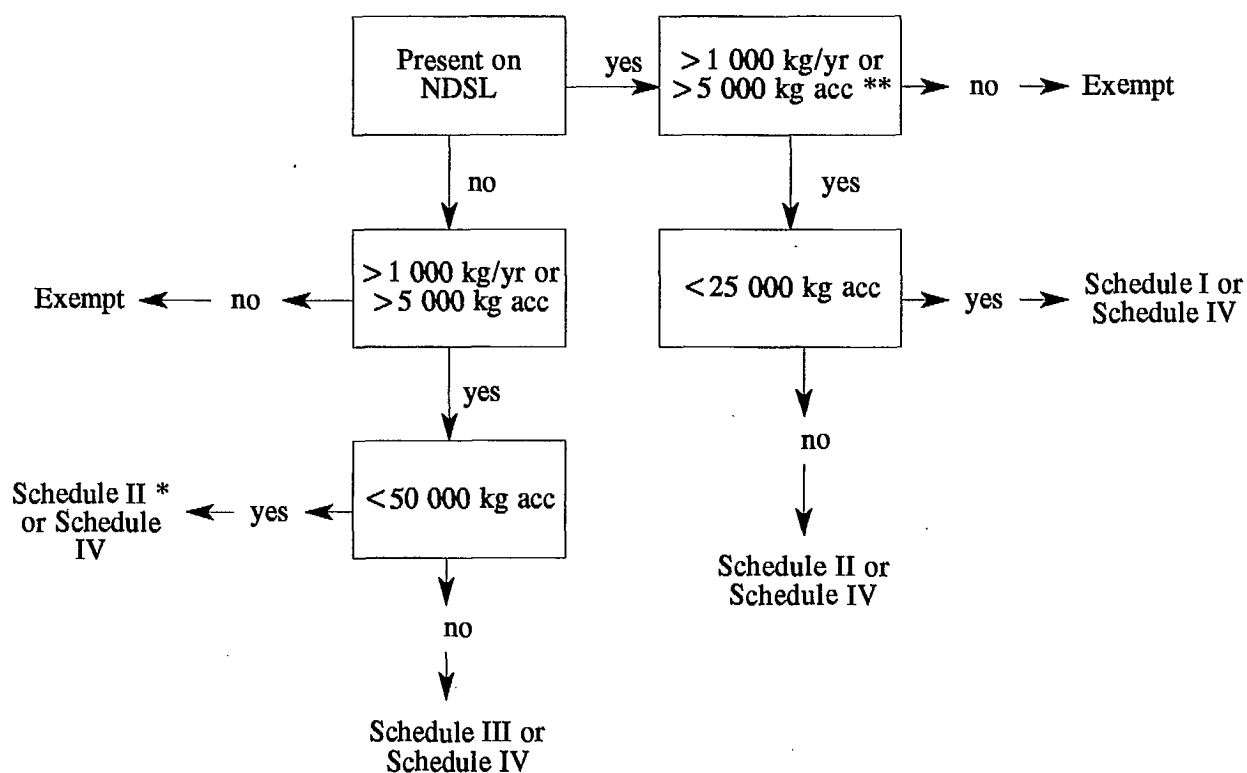 Present on
NDSL
yes
>1 000 kg/yr or
>5 000 kg acc **
no
Exempt
no
yes
Exempt
no
>1 000 kg/yr or
>5 000 kg acc
<25 000 kg acc
yes
Schedule I or
Schedule IV
yes
no
Schedule II *
or Schedule
IV
yes
<50 000 kg acc
Schedule II or
Schedule IV
no
Schedule III or
Schedule IV